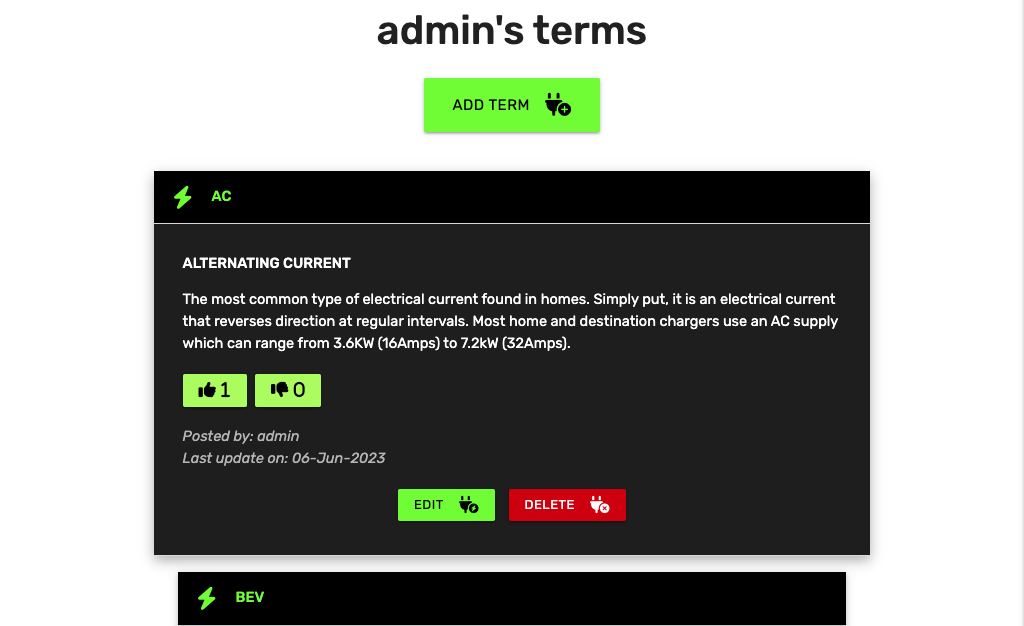 admin's terms
ADD TERM
AC
ALTERNATING CURRENT
The most common type of electrical current found in homes. Simply put, it is an electrical current
that reverses direction at regular intervals. Most home and destination chargers use an AC supply
which can range from 3.6KW (16Amps) to 7.2kW (32Amps).
1 0
Posted by: admin
Last update on: 06-Jun-2023
EDIT DELETE
BEV